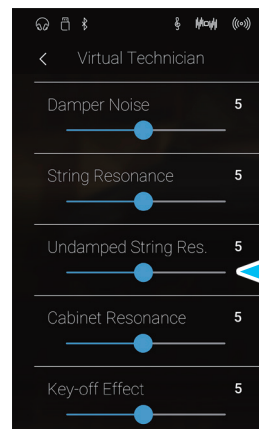 Virtual Technician
Damper Noise 5
String Resonance 5
Undamped String Res. 5
Cabinet Resonance 5
Key-off Effect 5